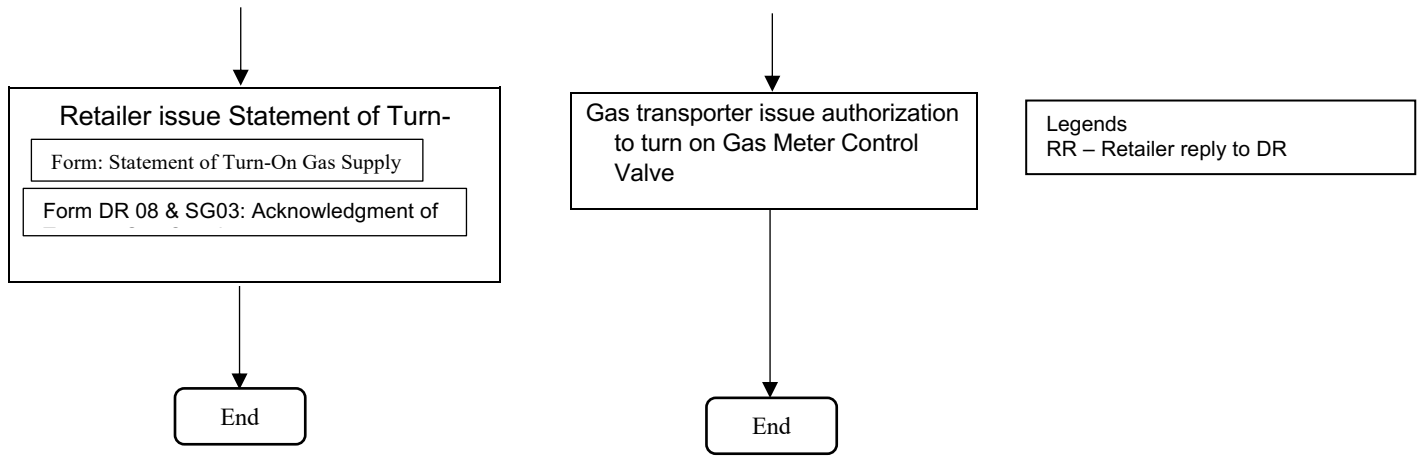 Retailer issue Statement of Turn-
Form: Statement of Turn-On Gas Supply
Form DR 08 & SG03: Acknowledgment of
End
Gas transporter issue authorization
to turn on Gas Meter Control
Valve
End
Legends
RR – Retailer reply to DR